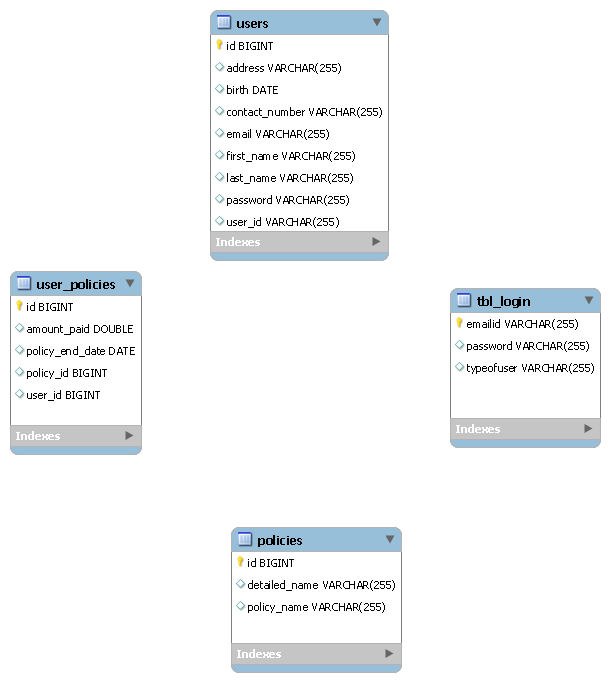 users
id BIGINT
address VARCHAR(255)
birth DATE
contact_number VARCHAR(255)
email VARCHAR(255)
first_name VARCHAR(255)
last_name VARCHAR(255)
password VARCHAR(255)
user_id VARCHAR(255)
Indexes
user_policies
id BIGINT
amount_paid DOUBLE
policy_end_date DATE
policy_id BIGINT
user_id BIGINT
Indexes
tbl_login
emailid VARCHAR(255)
password VARCHAR(255)
typeofuser VARCHAR(255)
Indexes
policies
id BIGINT
detailed_name VARCHAR(255)
policy_name VARCHAR(255)
Indexes